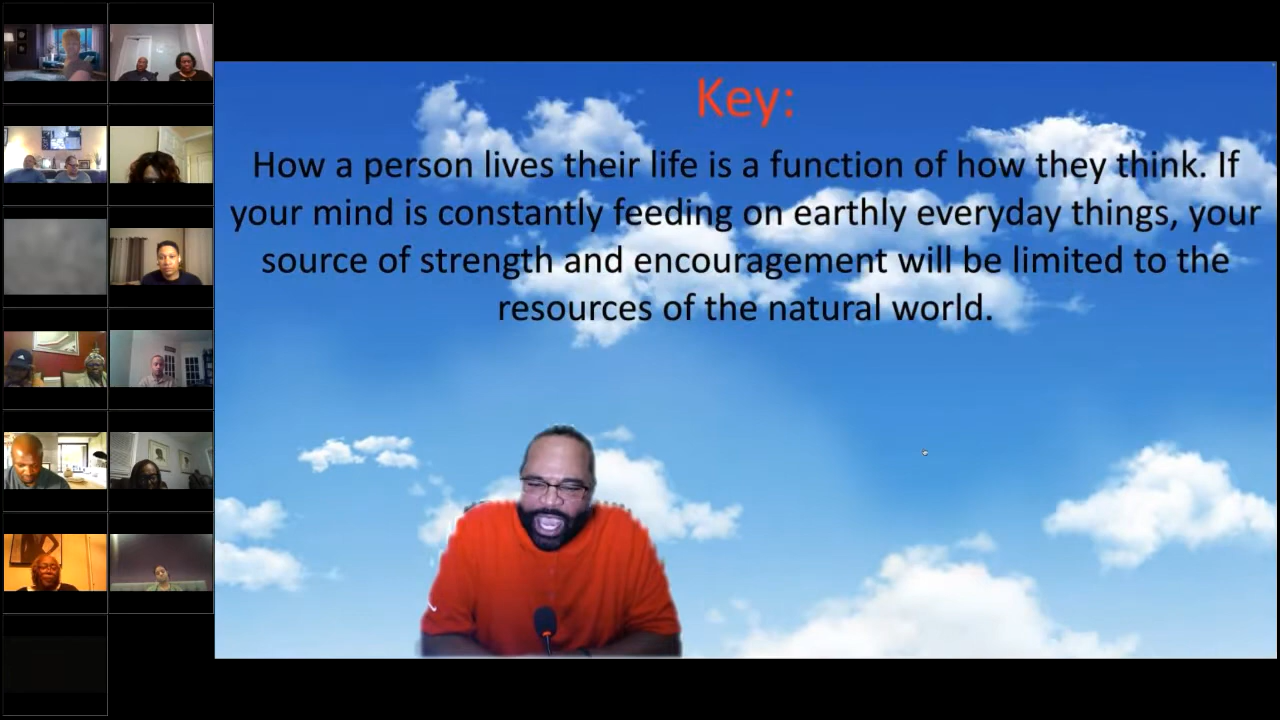 Key:
How a person lives their life is a function of how they think. If
your mind is constantly feeding on earthly everyday things, your
source of strength and encouragement will be limited to the
resources of the natural world.